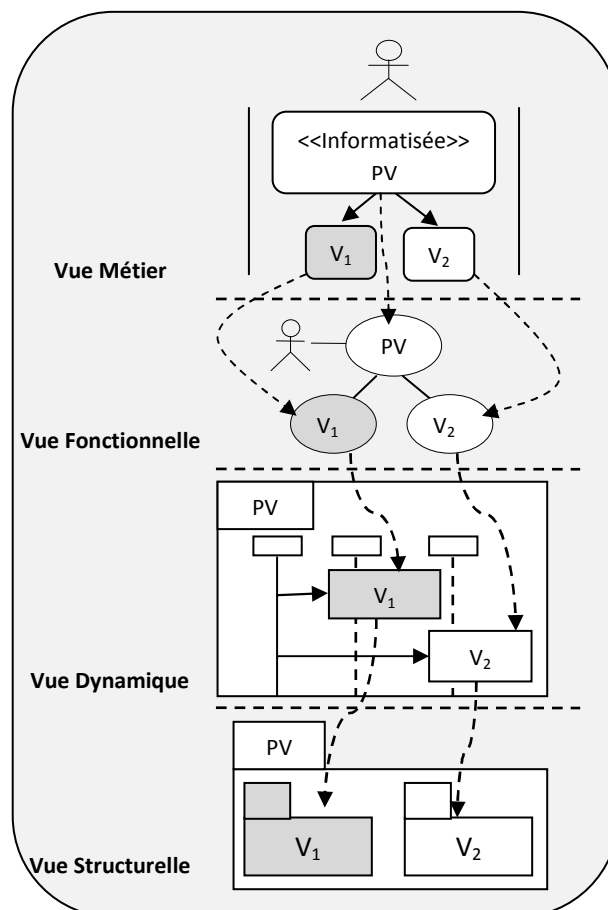 <<Informatisée>>
PV
V₁
V₂
Vue Métier
PV
V₁
V₂
Vue Fonctionnelle
PV
V₁
V₂
Vue Dynamique
PV
V₁
V₂
Vue Structurelle